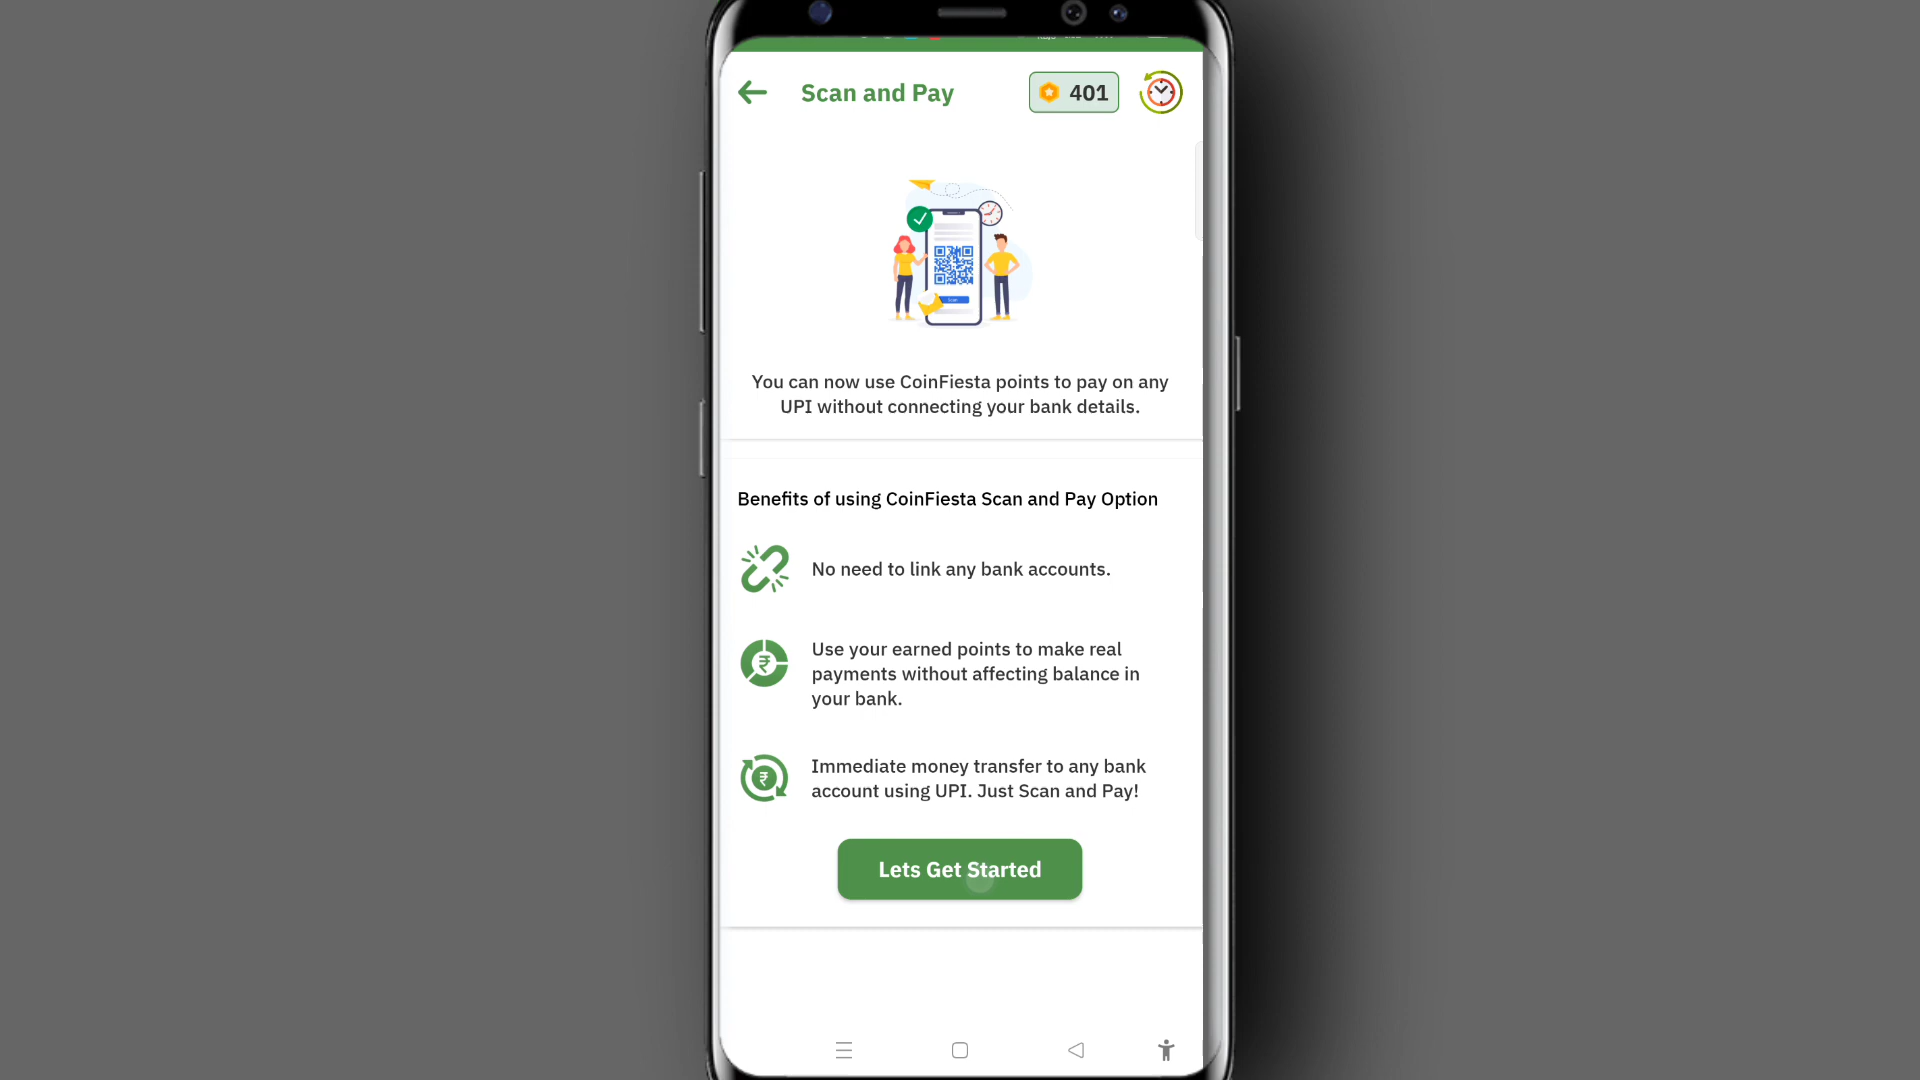 Scan and Pay
401
You can now use CoinFiesta points to pay on any
UPI without connecting your bank details.
Benefits of using CoinFiesta Scan and Pay Option
No need to link any bank accounts.
Use your earned points to make real
payments without affecting balance in
your bank.
Immediate money transfer to any bank
account using UPI. Just Scan and Pay!
Lets Get Started